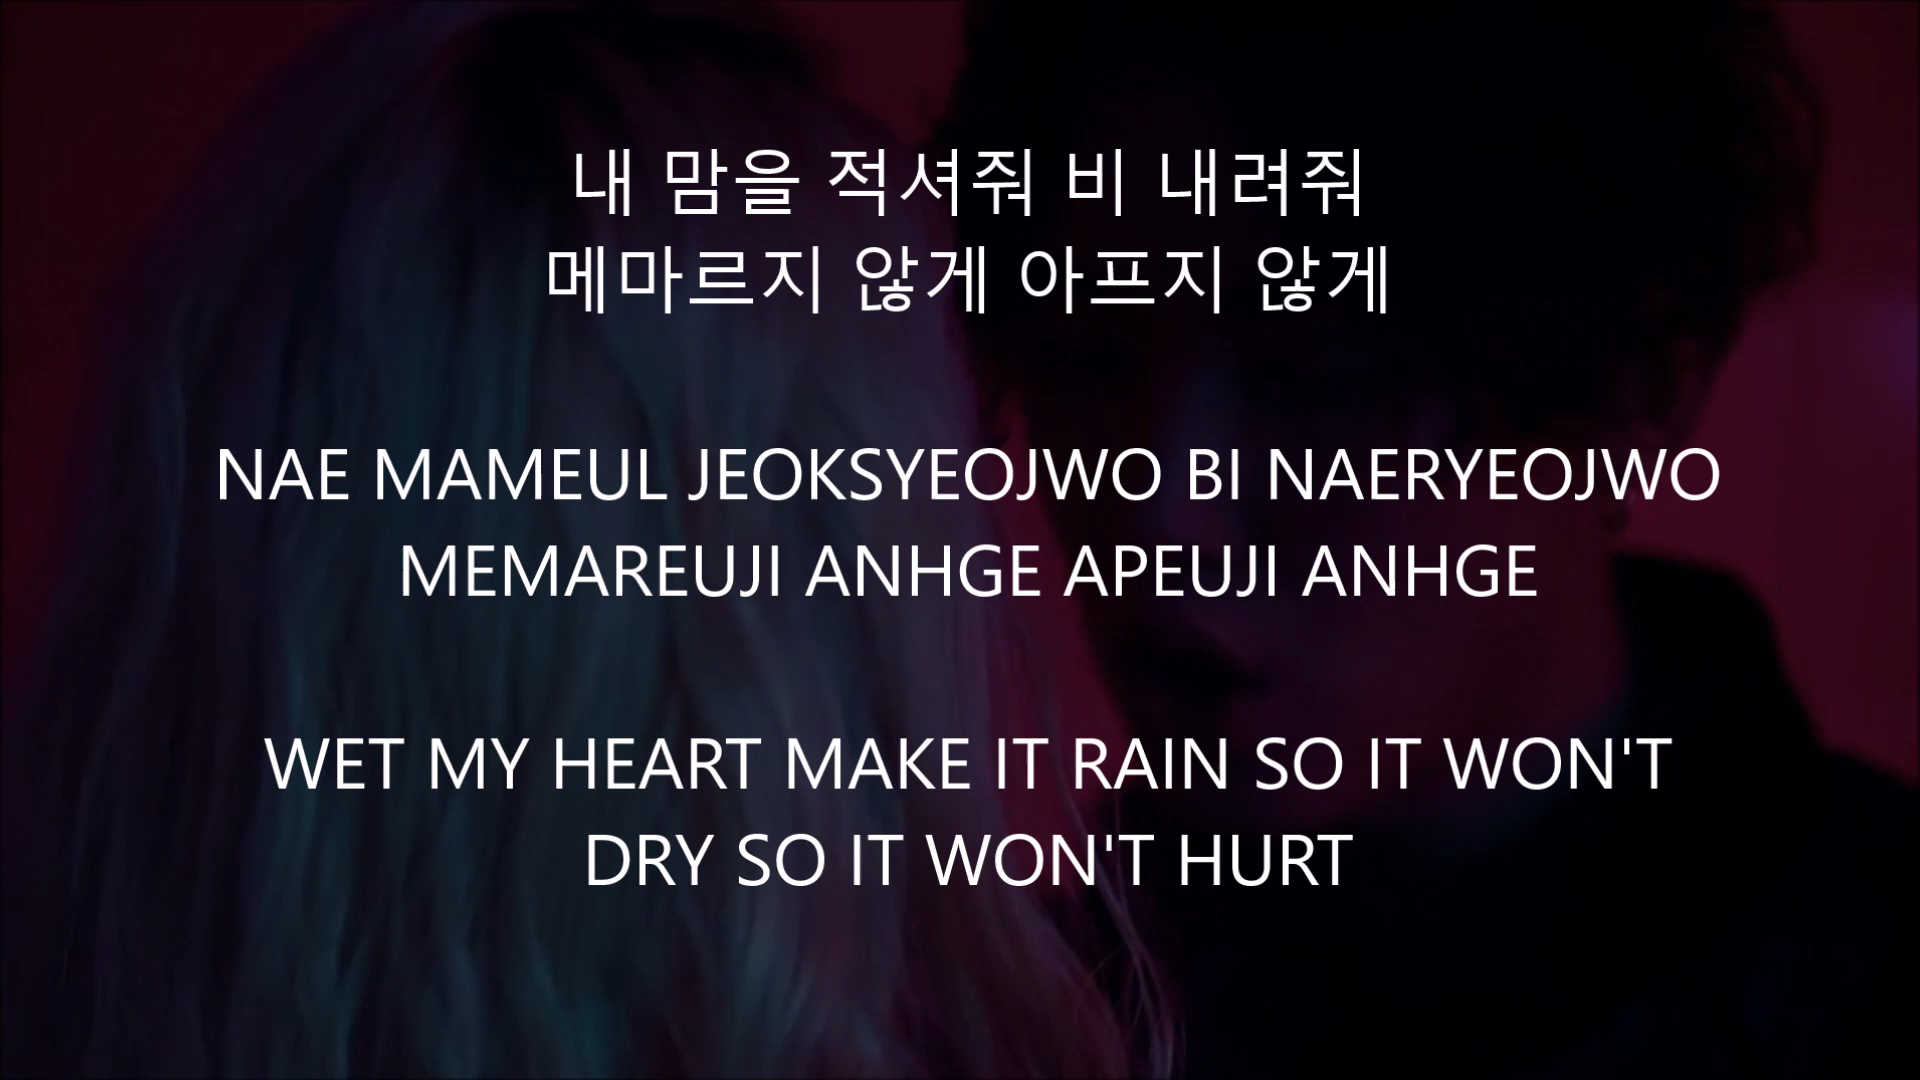 내 맘을 적셔줘 비 내려줘
메마르지 않게 아프지 않게
NAE MAMEUL JEOKSYEOJWO BI NAERYEOJWO
MEMAREUJI ANHGE APEUJI ANHGE
WET MY HEART MAKE IT RAIN SO IT WON'T
DRY SO IT WON'T HURT